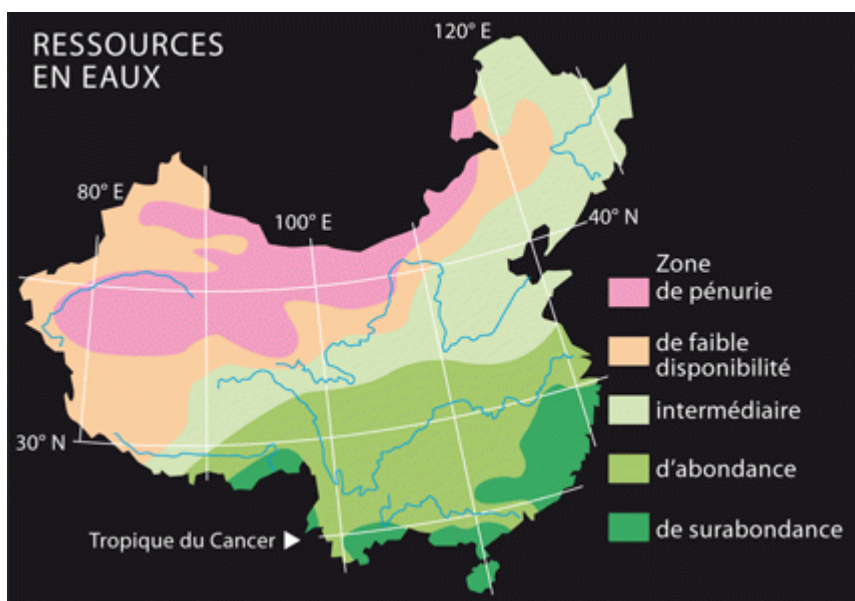 RESSOURCES
EN EAUX
120° E
80° E
100° E
40° N
30° N
Tropique du Cancer
Zone
de pénurie
de faible
disponibilité
intermédiaire
d'abondance
de surabondance